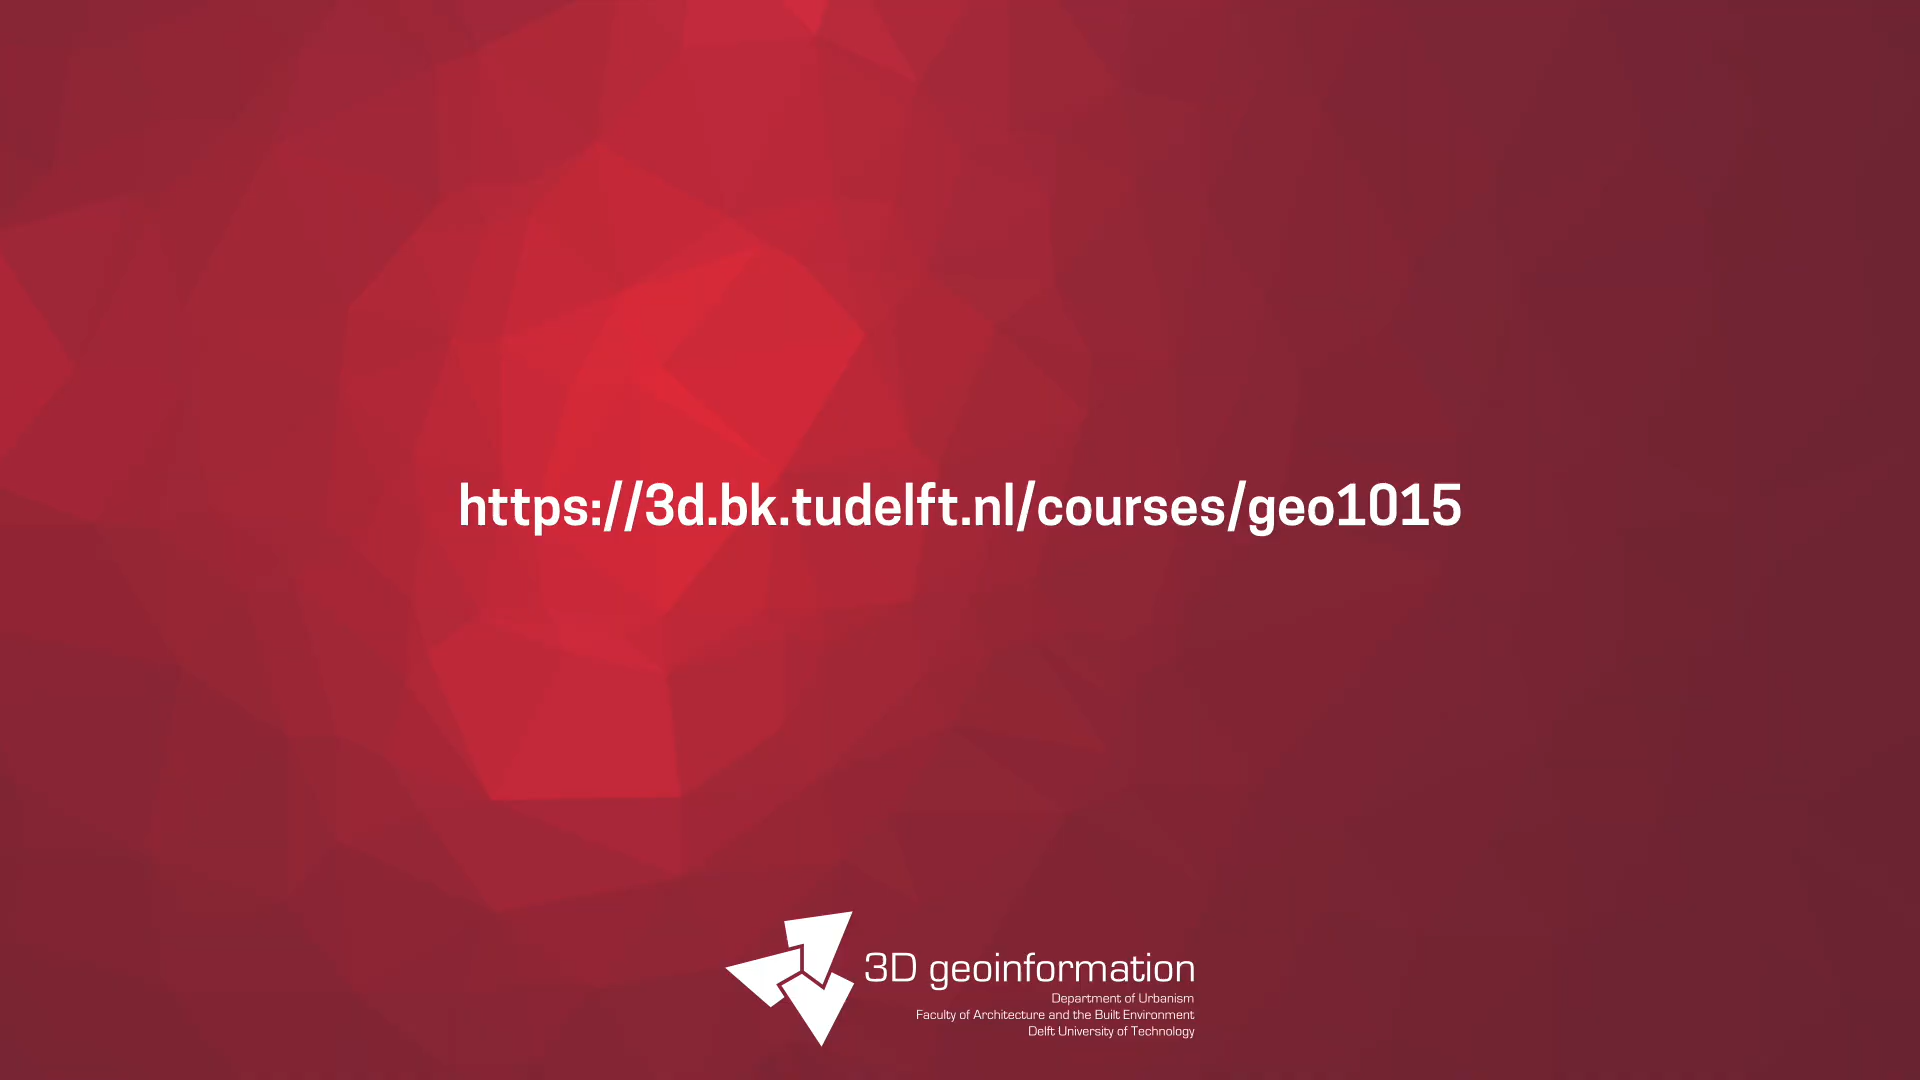 https://3d.bk.tudelft.nl/courses/geo1015
3D geoinformation
Department of Urbanism
Faculty of Architecture and the Built Environment
Delft University of Technology